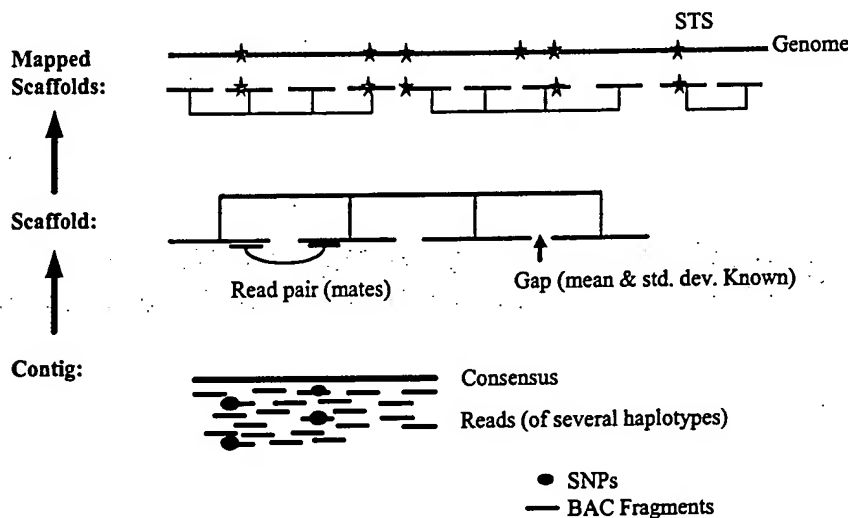 STS
Genome
Mapped
Scaffolds:
Scaffold:
Read pair (mates)
Gap (mean & std. dev. Known)
Contig:
Consensus
Reads (of several haplotypes)
SNPs
BAC Fragments